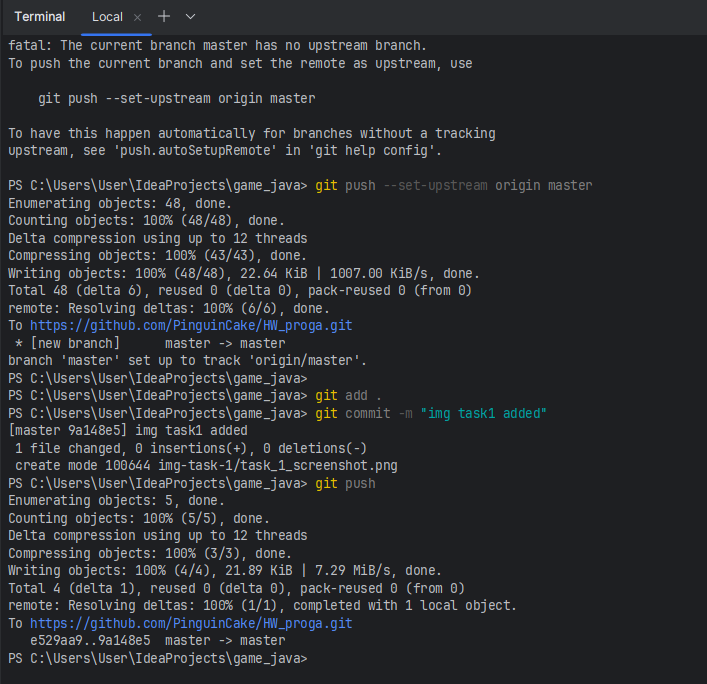 Terminal Local × +
fatal: The current branch master has no upstream branch.
To push the current branch and set the remote as upstream, use
git push --set-upstream origin master
To have this happen automatically for branches without a tracking
upstream, see 'push.autoSetupRemote' in 'git help config'.
PS C:\Users\User\IdeaProjects\game_java> git push --set-upstream origin master
Enumerating objects: 48, done.
Counting objects: 100% (48/48), done.
Delta compression using up to 12 threads
Compressing objects: 100% (43/43), done.
Writing objects: 100% (48/48), 22.64 KiB | 1007.00 KiB/s, done.
Total 48 (delta 6), reused 0 (delta 0), pack-reused 0 (from 0)
remote: Resolving deltas: 100% (6/6), done.
To https://github.com/PinguinCake/HW_proga.git
* [new branch]      master -> master
branch 'master' set up to track 'origin/master'.
PS C:\Users\User\IdeaProjects\game_java>
PS C:\Users\User\IdeaProjects\game_java> git add .
PS C:\Users\User\IdeaProjects\game_java> git commit -m "img task1 added"
[master 9a148e5] img task1 added
1 file changed, 0 insertions(+), 0 deletions(-)
create mode 100644 img-task-1/task_1_screenshot.png
PS C:\Users\User\IdeaProjects\game_java> git push
Enumerating objects: 5, done.
Counting objects: 100% (5/5), done.
Delta compression using up to 12 threads
Compressing objects: 100% (3/3), done.
Writing objects: 100% (4/4), 21.89 KiB | 7.29 MiB/s, done.
Total 4 (delta 1), reused 0 (delta 0), pack-reused 0 (from 0)
remote: Resolving deltas: 100% (1/1), completed with 1 local object.
To https://github.com/PinguinCake/HW_proga.git
e529aa9..9a148e5  master -> master
PS C:\Users\User\IdeaProjects\game_java>